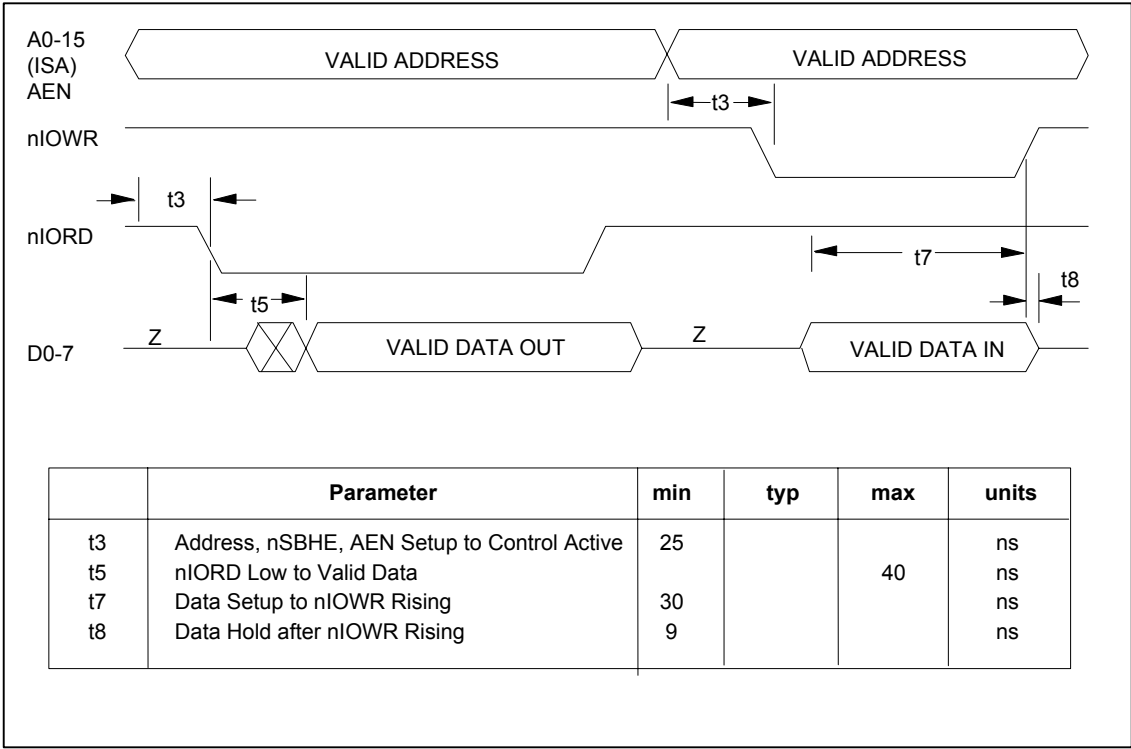 A0-15
(ISA)
AEN
VALID ADDRESS
VALID ADDRESS
t3
nIOWR
t3
nIORD
t7
t8
t5
Z
Z
D0-7
VALID DATA OUT
VALID DATA IN
Parameter min typ max units
t3 Address, nSBHE, AEN Setup to Control Active 25 ns
t5 nIORD Low to Valid Data 40 ns
t7 Data Setup to nIOWR Rising 30 ns
t8 Data Hold after nIOWR Rising 9 ns